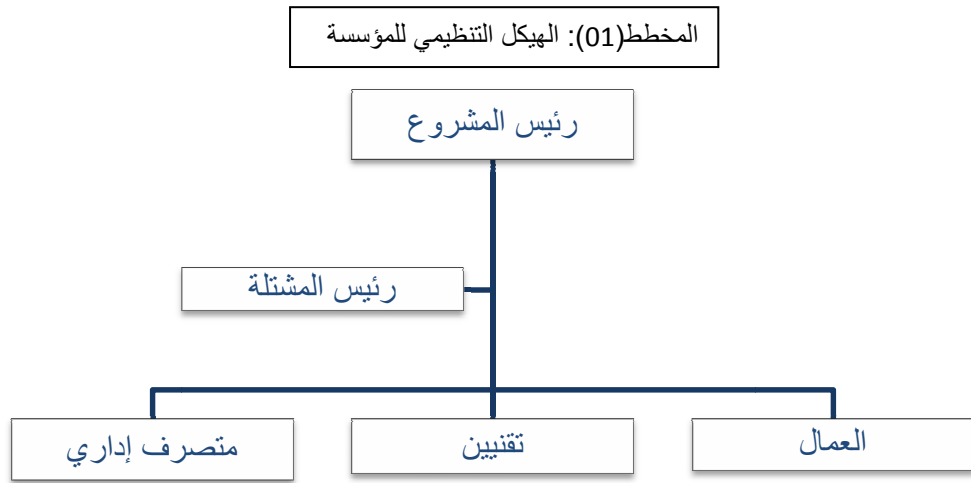 المخطط(01): الهيكل التنظيمي للمؤسسة
رئيس المشروع
رئيس المشتلة
العمال
تقنيين
متصرف إداري